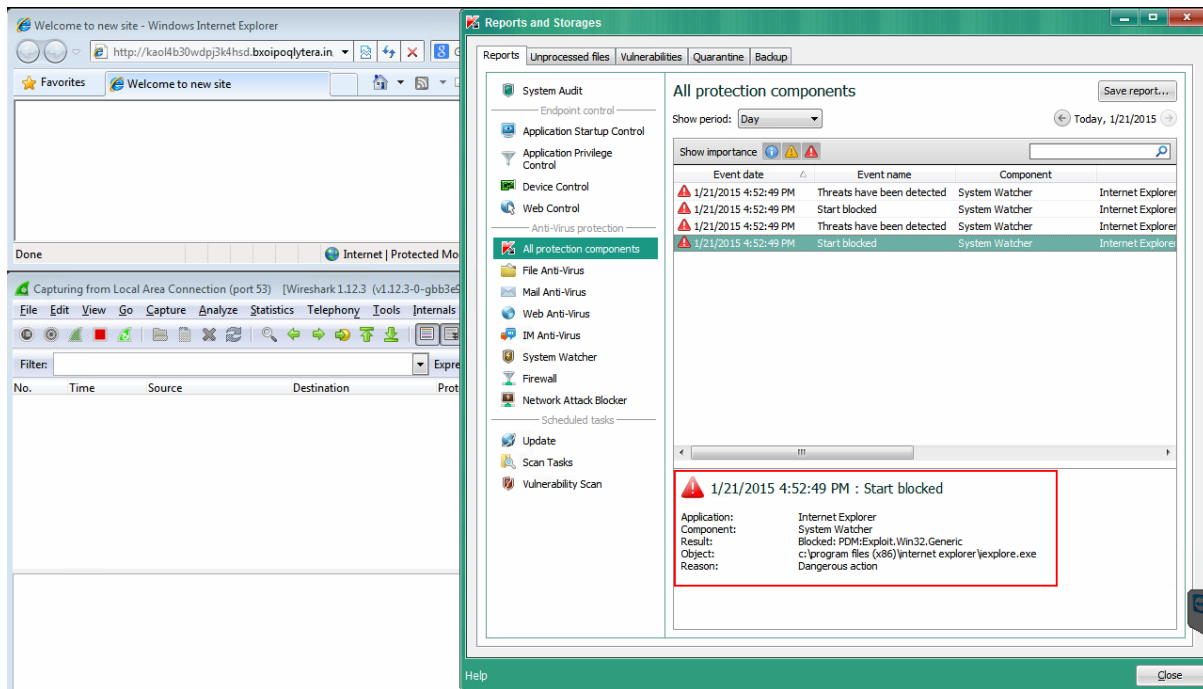 Welcome to new site - Windows Internet Explorer
http://kaol4b30wdpj3k4hsd.bxoipoqlytera.in,
Favorites
Welcome to new site
Done
Internet | Protected Mo
Capturing from Local Area Connection (port 53) [Wireshark 1.12.3 (v1.12.3-0-gbb3e9
File Edit View Go Capture Analyze Statistics Telephony Tools Internals
Filter:
Expre
No. Time Source Destination Prot
Reports and Storages
Reports Unprocessed files Vulnerabilities Quarantine Backup
System Audit
Endpoint control
Application Startup Control
Application Privilege
Control
Device Control
Web Control
Anti-Virus protection
All protection components
File Anti-Virus
Mail Anti-Virus
Web Anti-Virus
IM Anti-Virus
System Watcher
Firewall
Network Attack Blocker
Scheduled tasks
Update
Scan Tasks
Vulnerability Scan
All protection components
Save report...
Show period: Day
Today, 1/21/2015
Show importance
Event date Event name Component
1/21/2015 4:52:49 PM Threats have been detected System Watcher Internet Explorer
1/21/2015 4:52:49 PM Start blocked System Watcher Internet Explorer
1/21/2015 4:52:49 PM Threats have been detected System Watcher Internet Explorer
1/21/2015 4:52:49 PM Start blocked System Watcher Internet Explorer
1/21/2015 4:52:49 PM : Start blocked
Application: Internet Explorer
Component: System Watcher
Result: Blocked: PDM:Exploit.Win32.Generic
Object: c:\program files (x86)\internet explorer\iexplore.exe
Reason: Dangerous action
Help
Close